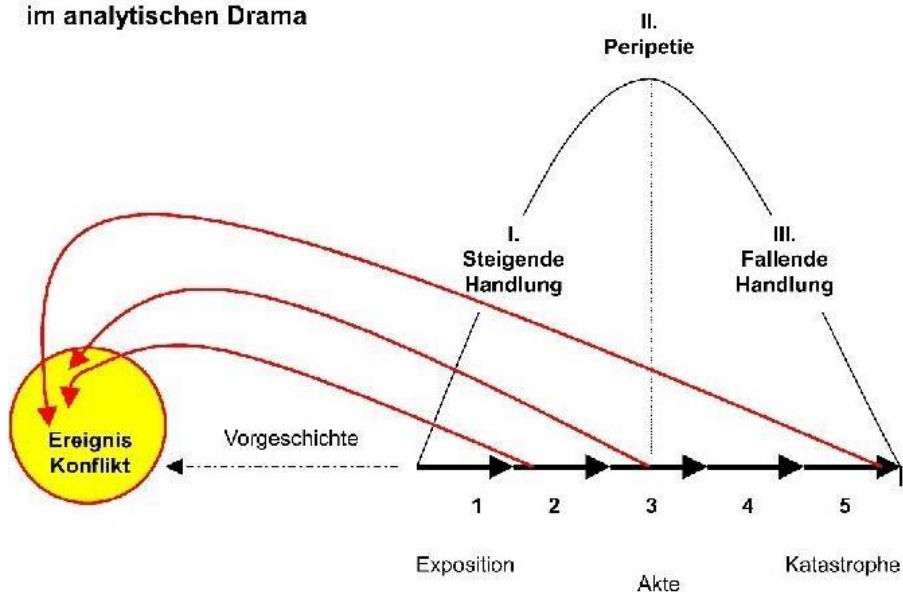 im analytischen Drama
II.
Peripetie
I.
Steigende
Handlung
III.
Fallende
Handlung
Ereignis
Konflikt
Vorgeschichte
1
2
3
4
5
Exposition
Akte
Katastrophe